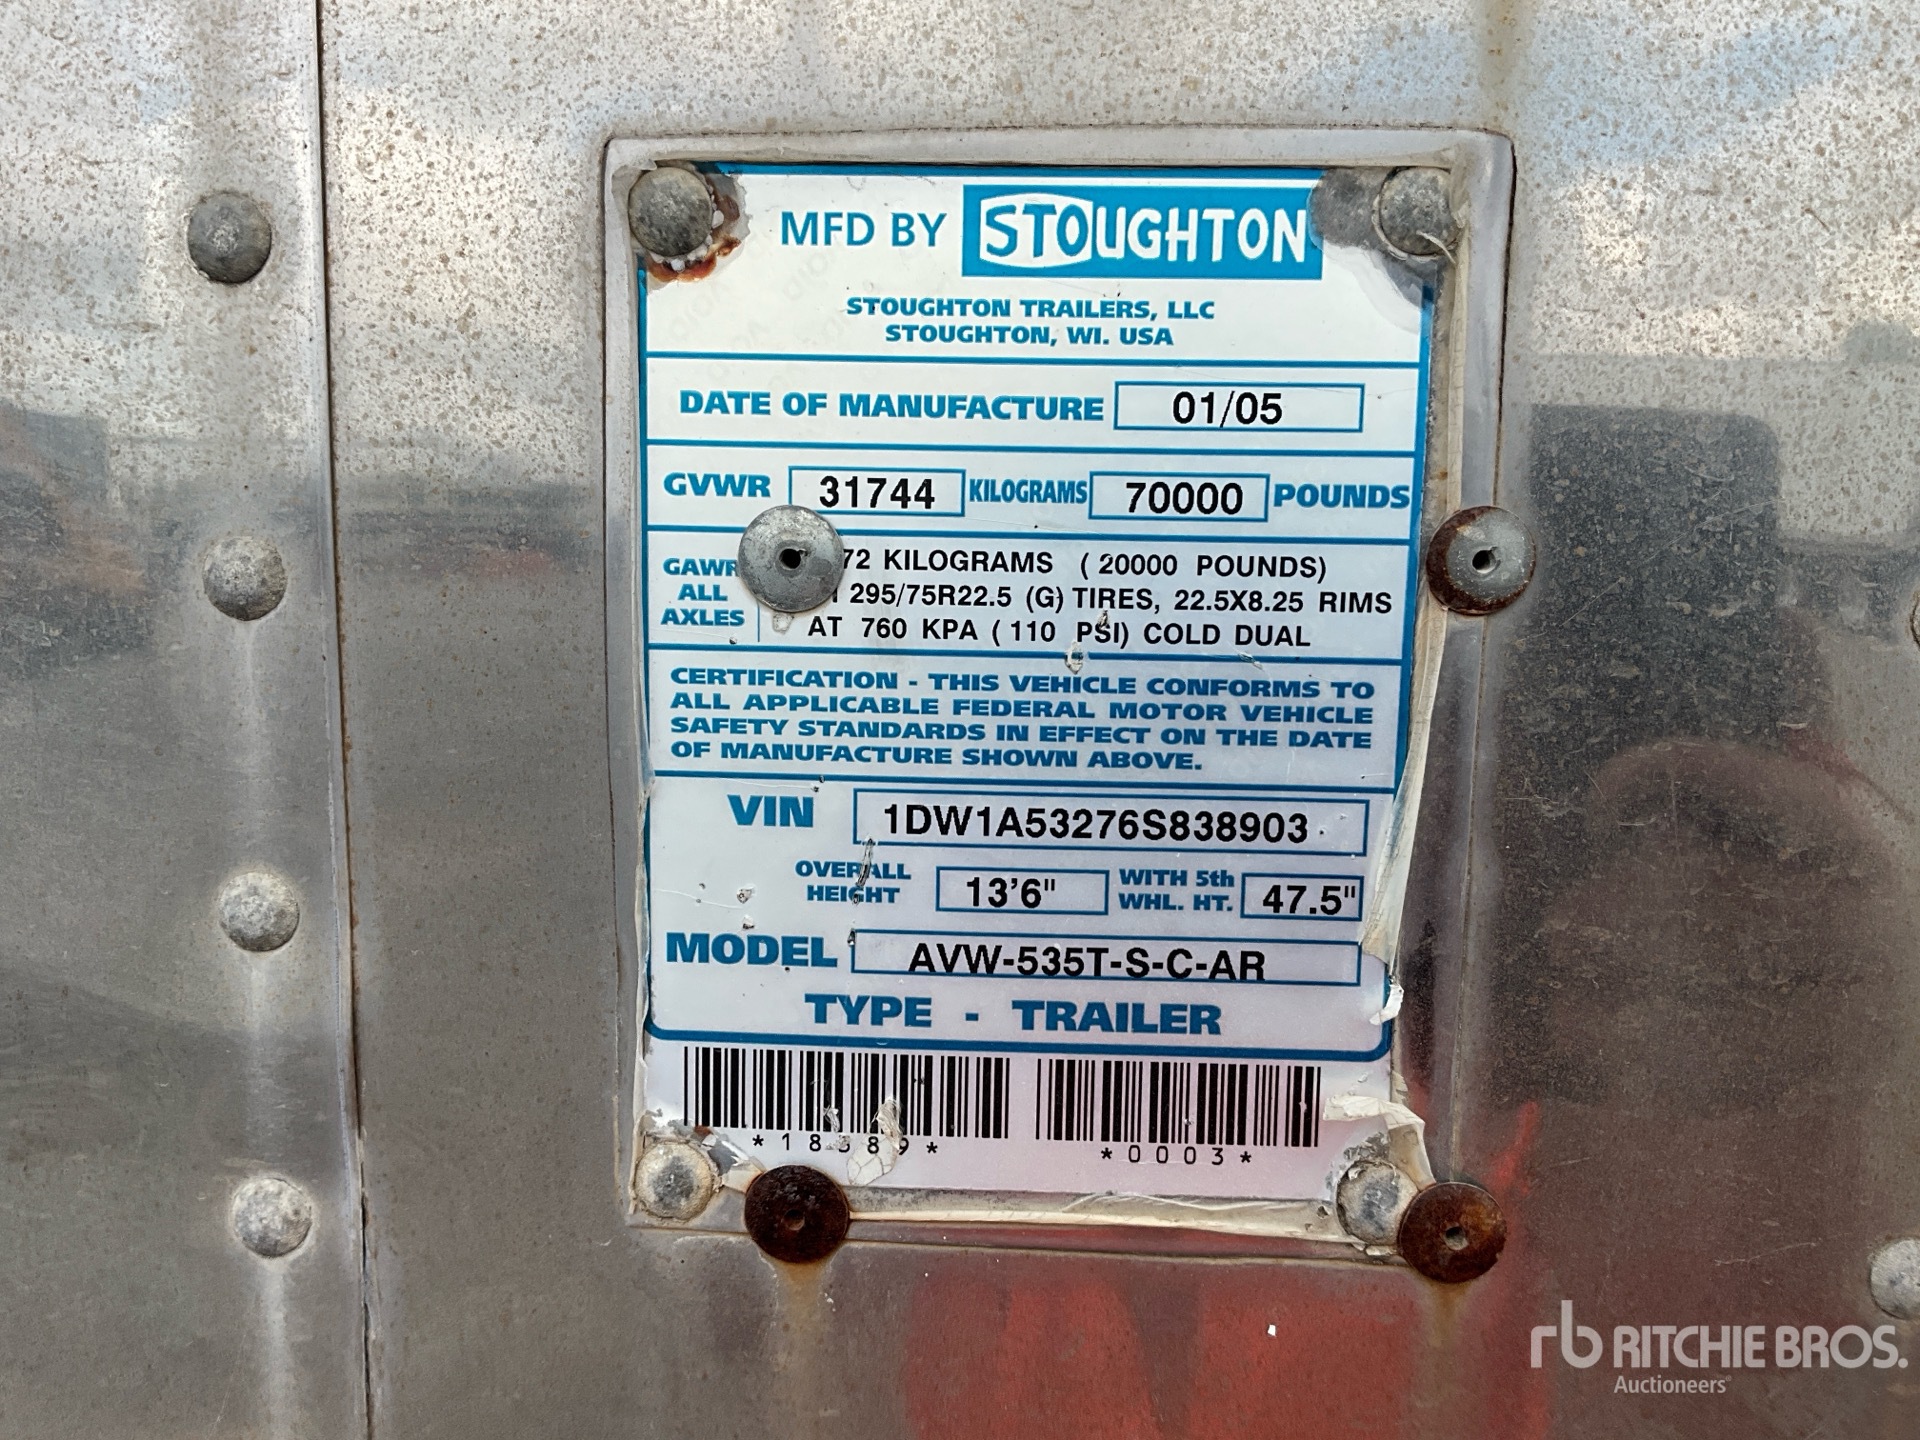 MFD BY STOUGHTON
STOUGHTON TRAILERS, LLC
STOUGHTON, WI. USA
DATE OF MANUFACTURE 01/05
GVWR 31744 KILOGRAMS 70000 POUNDS
GAWR ALL AXLES
72 KILOGRAMS ( 20000 POUNDS)
295/75R22.5 (G) TIRES, 22.5X8.25 RIMS
AT 760 KPA ( 110 PSI) COLD DUAL
CERTIFICATION - THIS VEHICLE CONFORMS TO
ALL APPLICABLE FEDERAL MOTOR VEHICLE
SAFETY STANDARDS IN EFFECT ON THE DATE
OF MANUFACTURE SHOWN ABOVE.
VIN 1DW1A53276S838903
OVERALL HEIGHT 13'6" WITH 5th WHL. HT. 47.5"
MODEL AVW-535T-S-C-AR
TYPE - TRAILER
*0003*
rb RITCHIE BROS.
Auctioneers